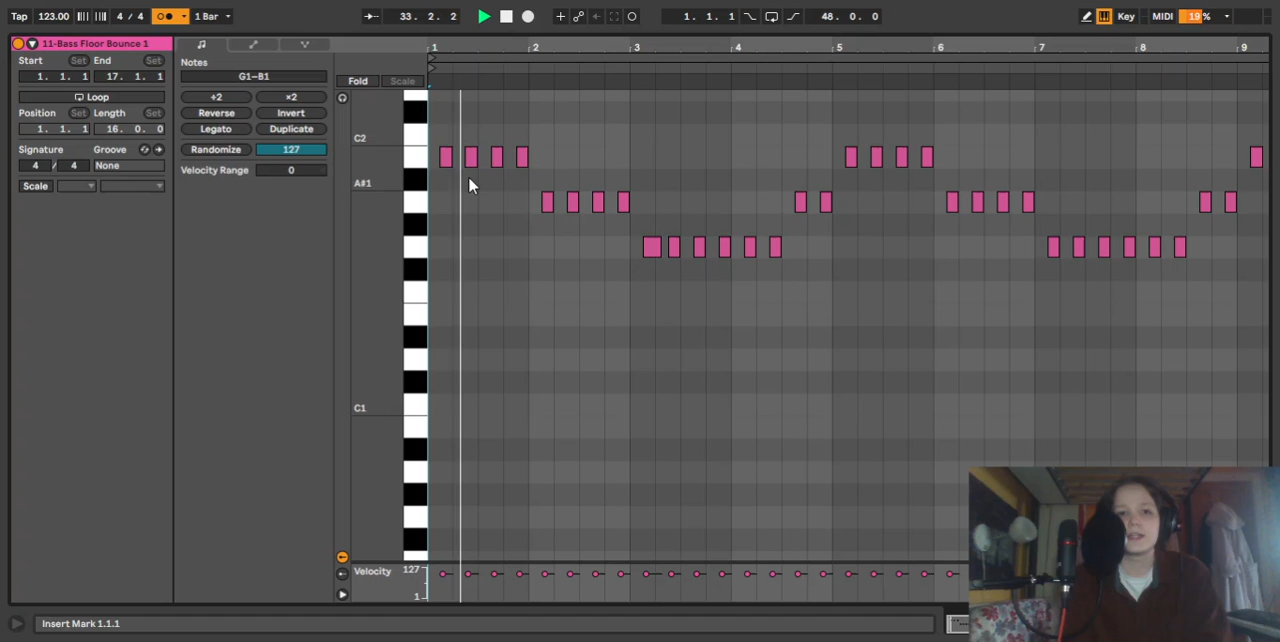 Tap 123.00 4 / 4 1 Bar 33. 2. 2 1. 1. 1 48. 0. 0 Key MIDI 19 %
11-Bass Floor Bounce 1
Start Set End Set
1. 1. 1 17. 1. 1
Loop
Position Set Length Set
1. 1. 1 16. 0. 0
Signature Groove
4 / 4 None
Scale
Notes
G1–B1
÷2 ×2
Reverse Invert
Legato Duplicate
Randomize 127
Velocity Range 0
1 2 3 4 5 6 7 8 9
Fold Scale
C2
A#1
C1
Velocity 127
1
Insert Mark 1.1.1